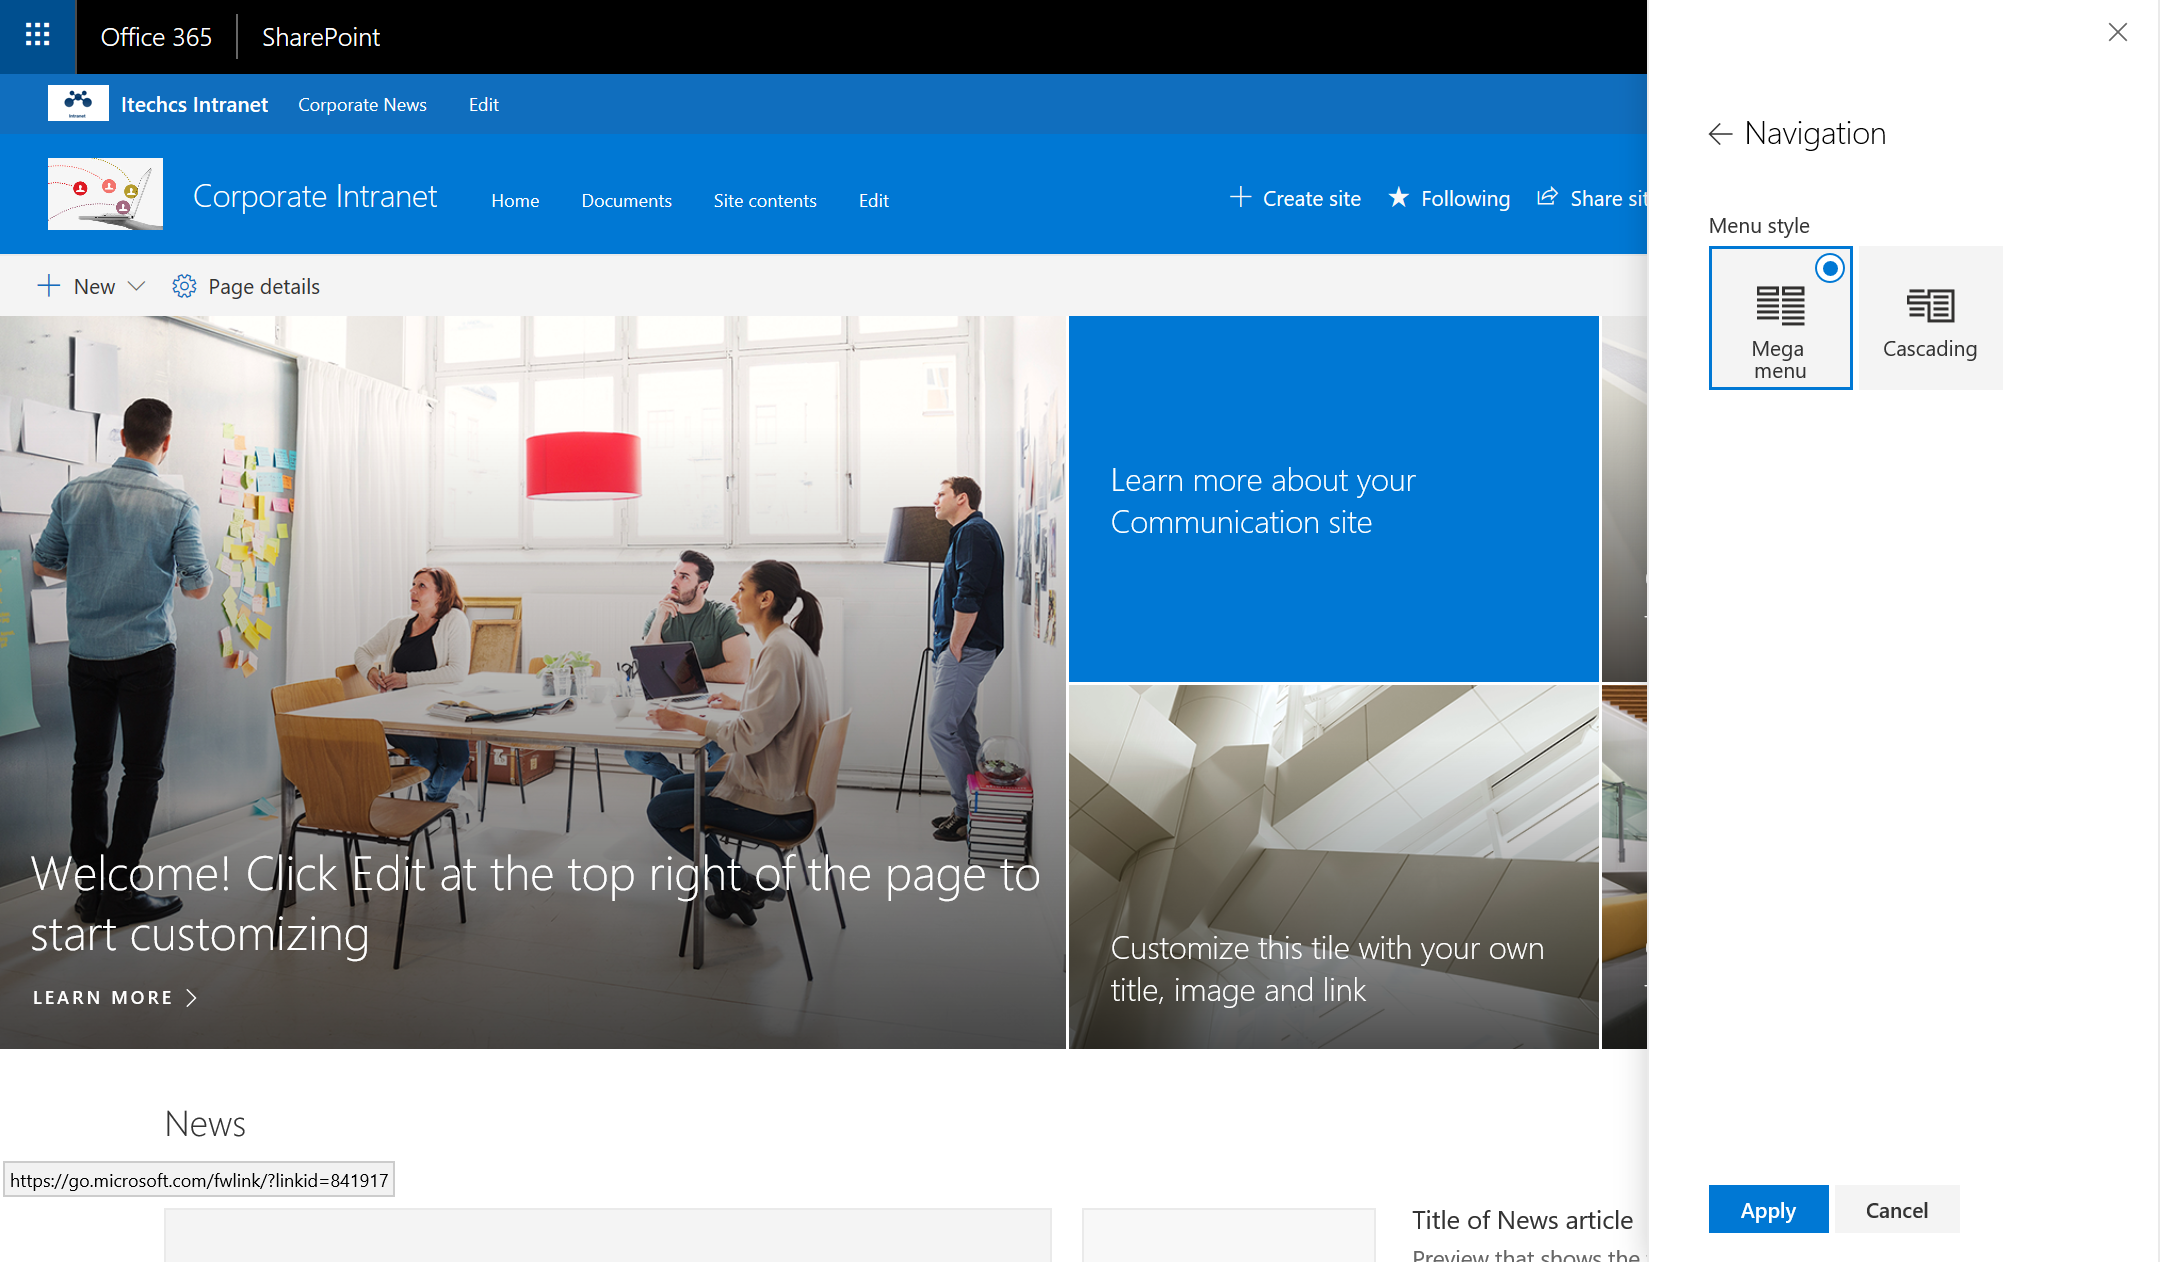 Office 365
SharePoint
Itechcs Intranet
Corporate News
Edit
Corporate Intranet
Home
Documents
Site contents
Edit
Create site
Following
Share sit
New
Page details
Welcome! Click Edit at the top right of the page to
start customizing
LEARN MORE
Learn more about your
Communication site
Customize this tile with your own
title, image and link
News
https://go.microsoft.com/fwlink/?linkid=841917
Title of News article
Preview that shows the
Navigation
Menu style
Mega
menu
Cascading
Apply
Cancel